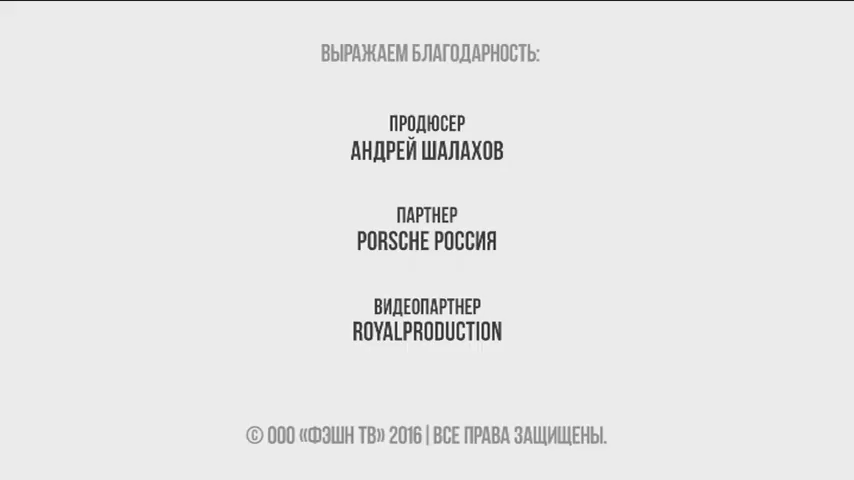 ВЫРАЖАЕМ БЛАГОДАРНОСТЬ:
ПРОДЮСЕР
АНДРЕЙ ШАЛАХОВ
ПАРТНЕР
PORSCHE РОССИЯ
ВИДЕОПАРТНЕР
ROYALPRODUCTION
© ООО «ФЭШН ТВ» 2016 | ВСЕ ПРАВА ЗАЩИЩЕНЫ.